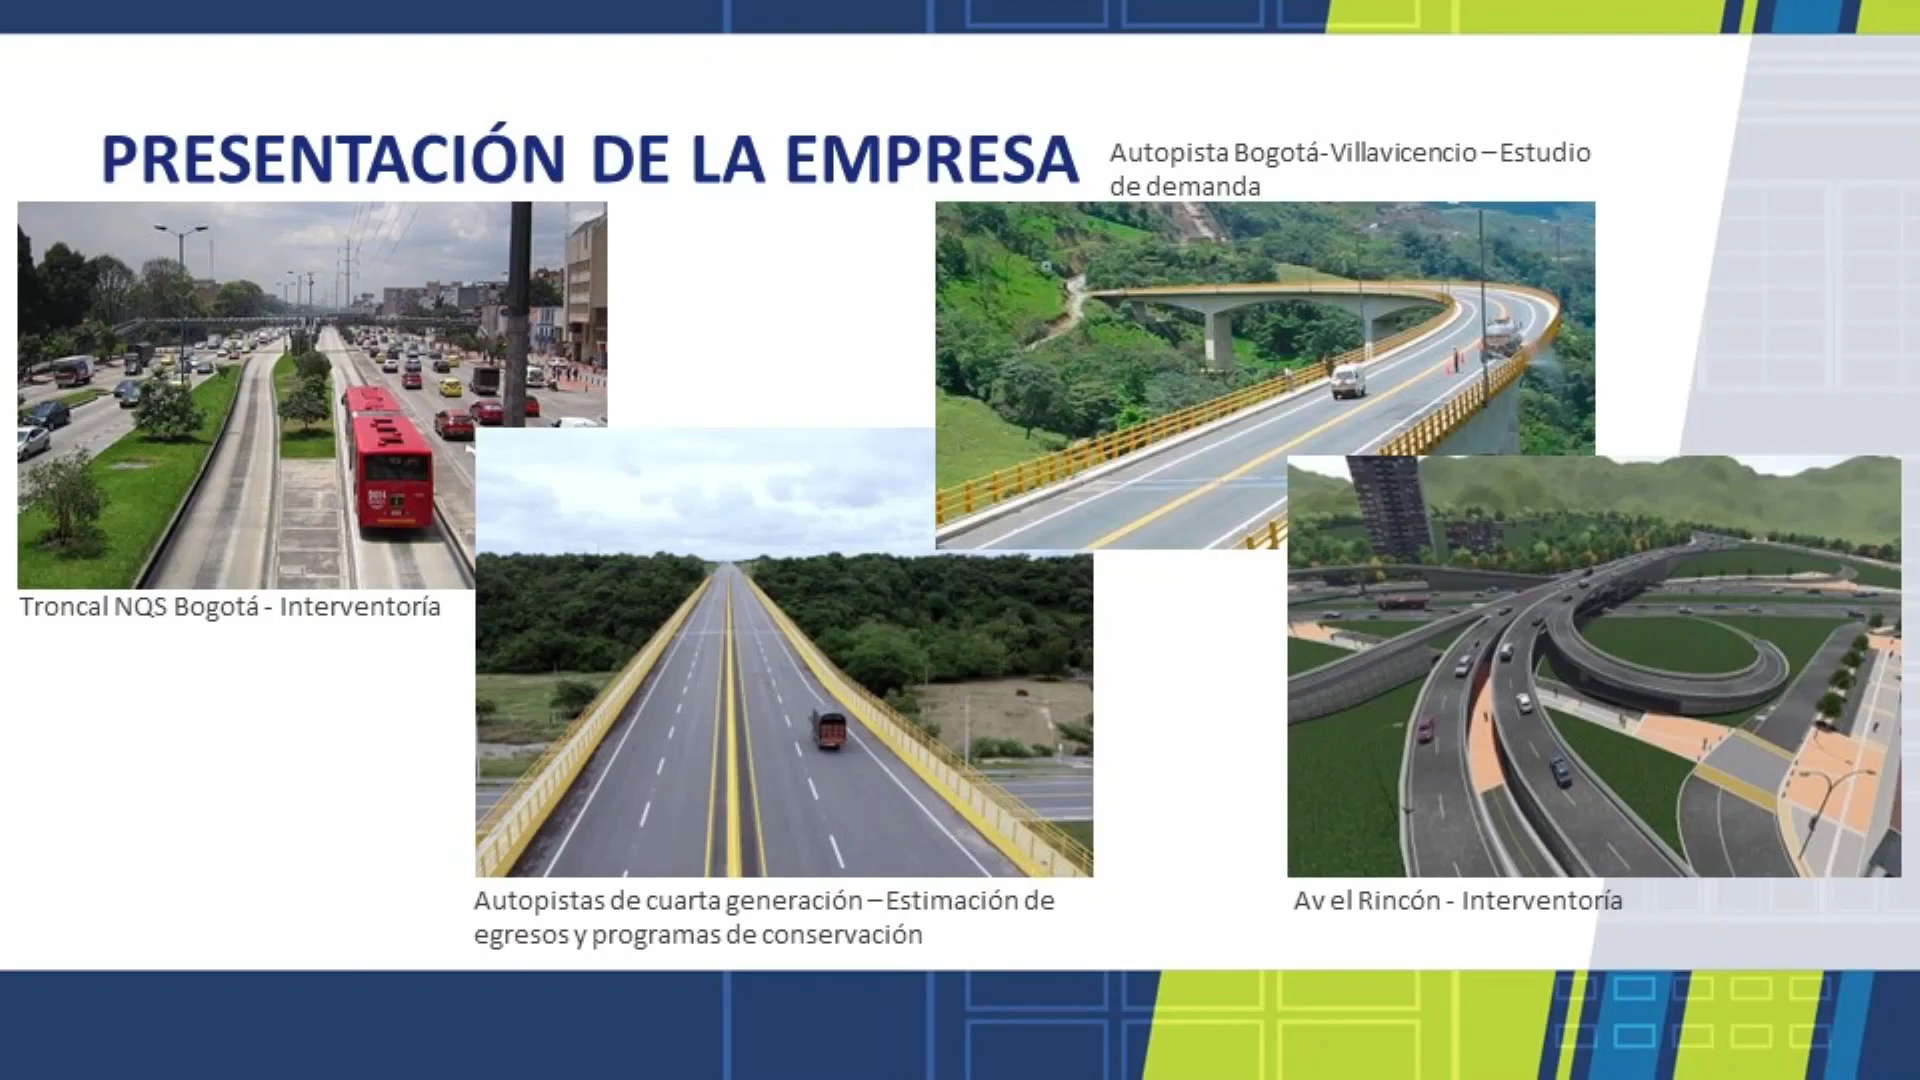 PRESENTACIÓN DE LA EMPRESA
Autopista Bogotá-Villavicencio – Estudio
de demanda
Troncal NQS Bogotá - Interventoría
Autopistas de cuarta generación – Estimación de
egresos y programas de conservación
Av el Rincón - Interventoría